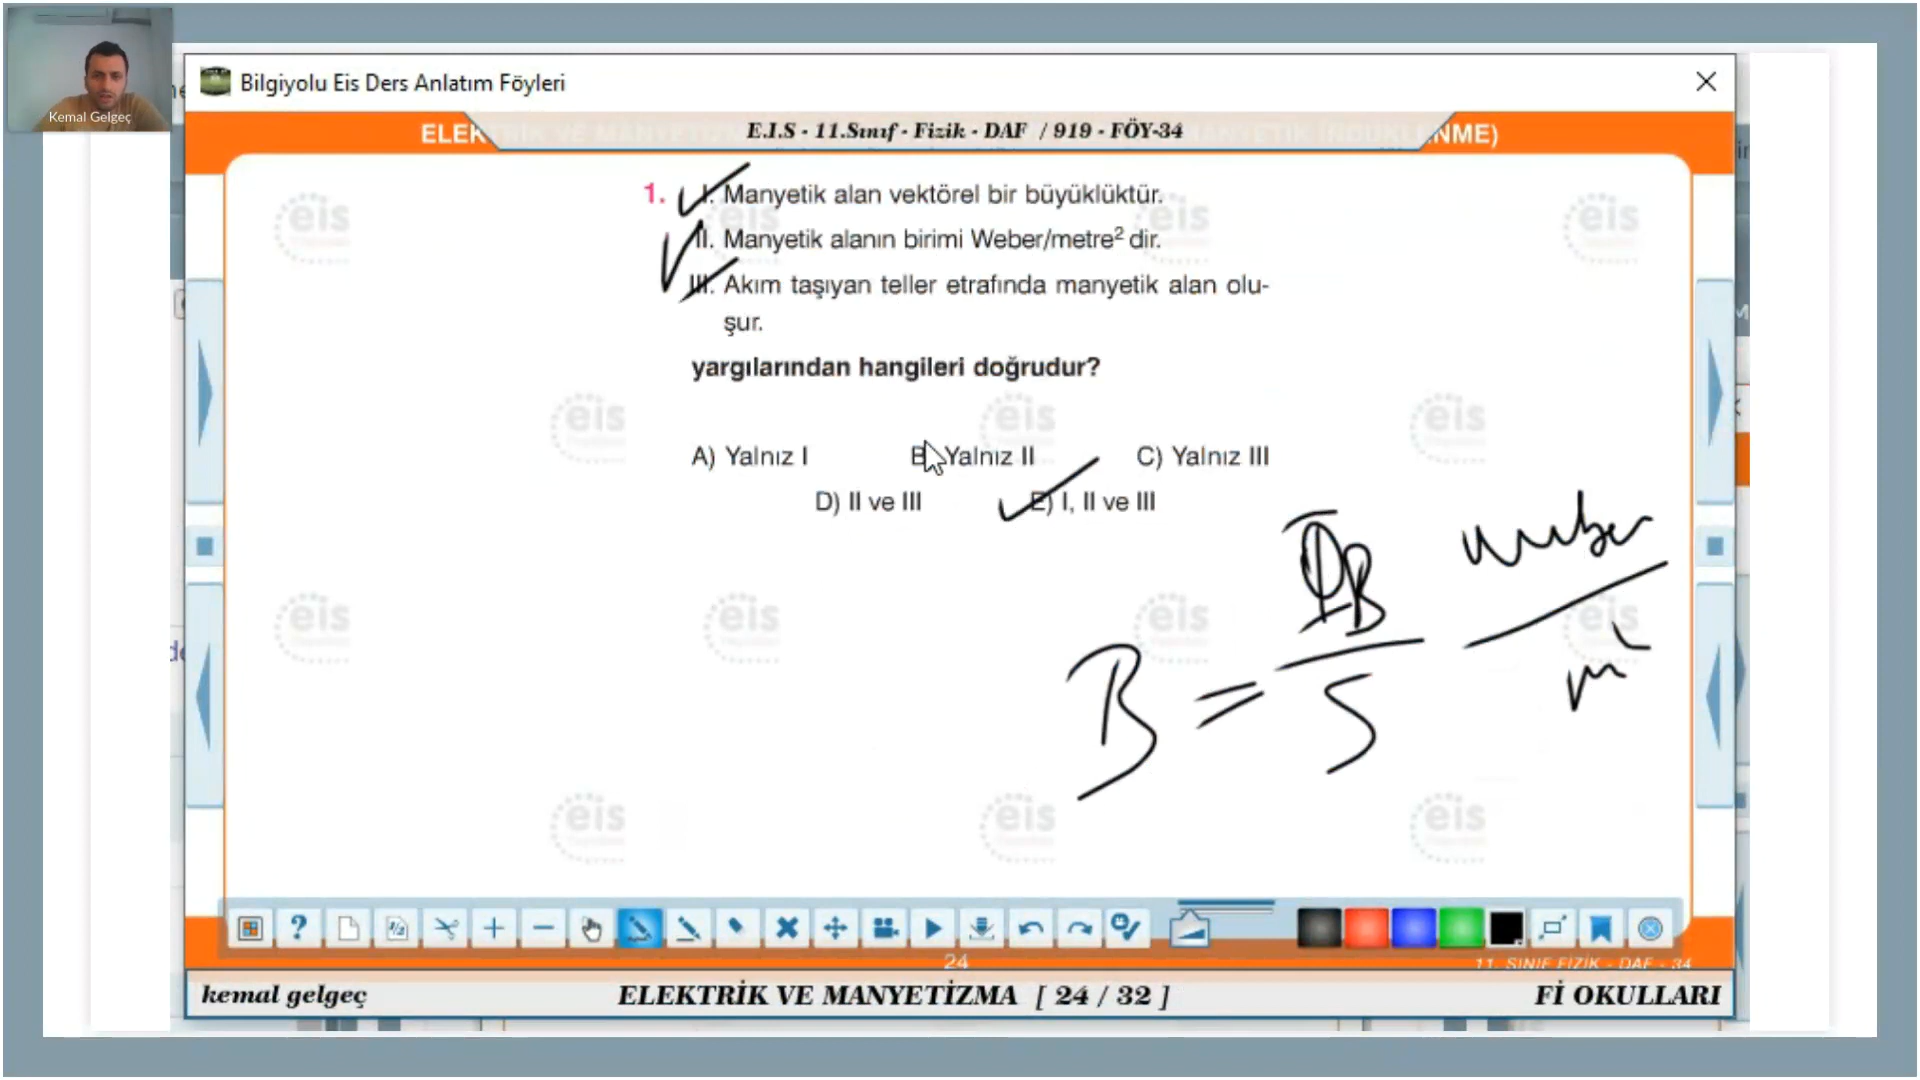 Kemal Gelgeç
Bilgiyolu Eis Ders Anlatım Föyleri
E.I.S - 11.Sınıf - Fizik - DAF / 919 - FÖY-34
1. I. Manyetik alan vektörel bir büyüklüktür.
II. Manyetik alanın birimi Weber/metre² dir.
III. Akım taşıyan teller etrafında manyetik alan olu-
şur.
yargılarından hangileri doğrudur?
A) Yalnız I B) Yalnız II C) Yalnız III
D) II ve III E) I, II ve III
B = ΦB / S weber / m²
eis
24
11. SINIF FİZİK - DAF - 34
kemal gelgeç ELEKTRİK VE MANYETİZMA [ 24 / 32 ] Fİ OKULLARI